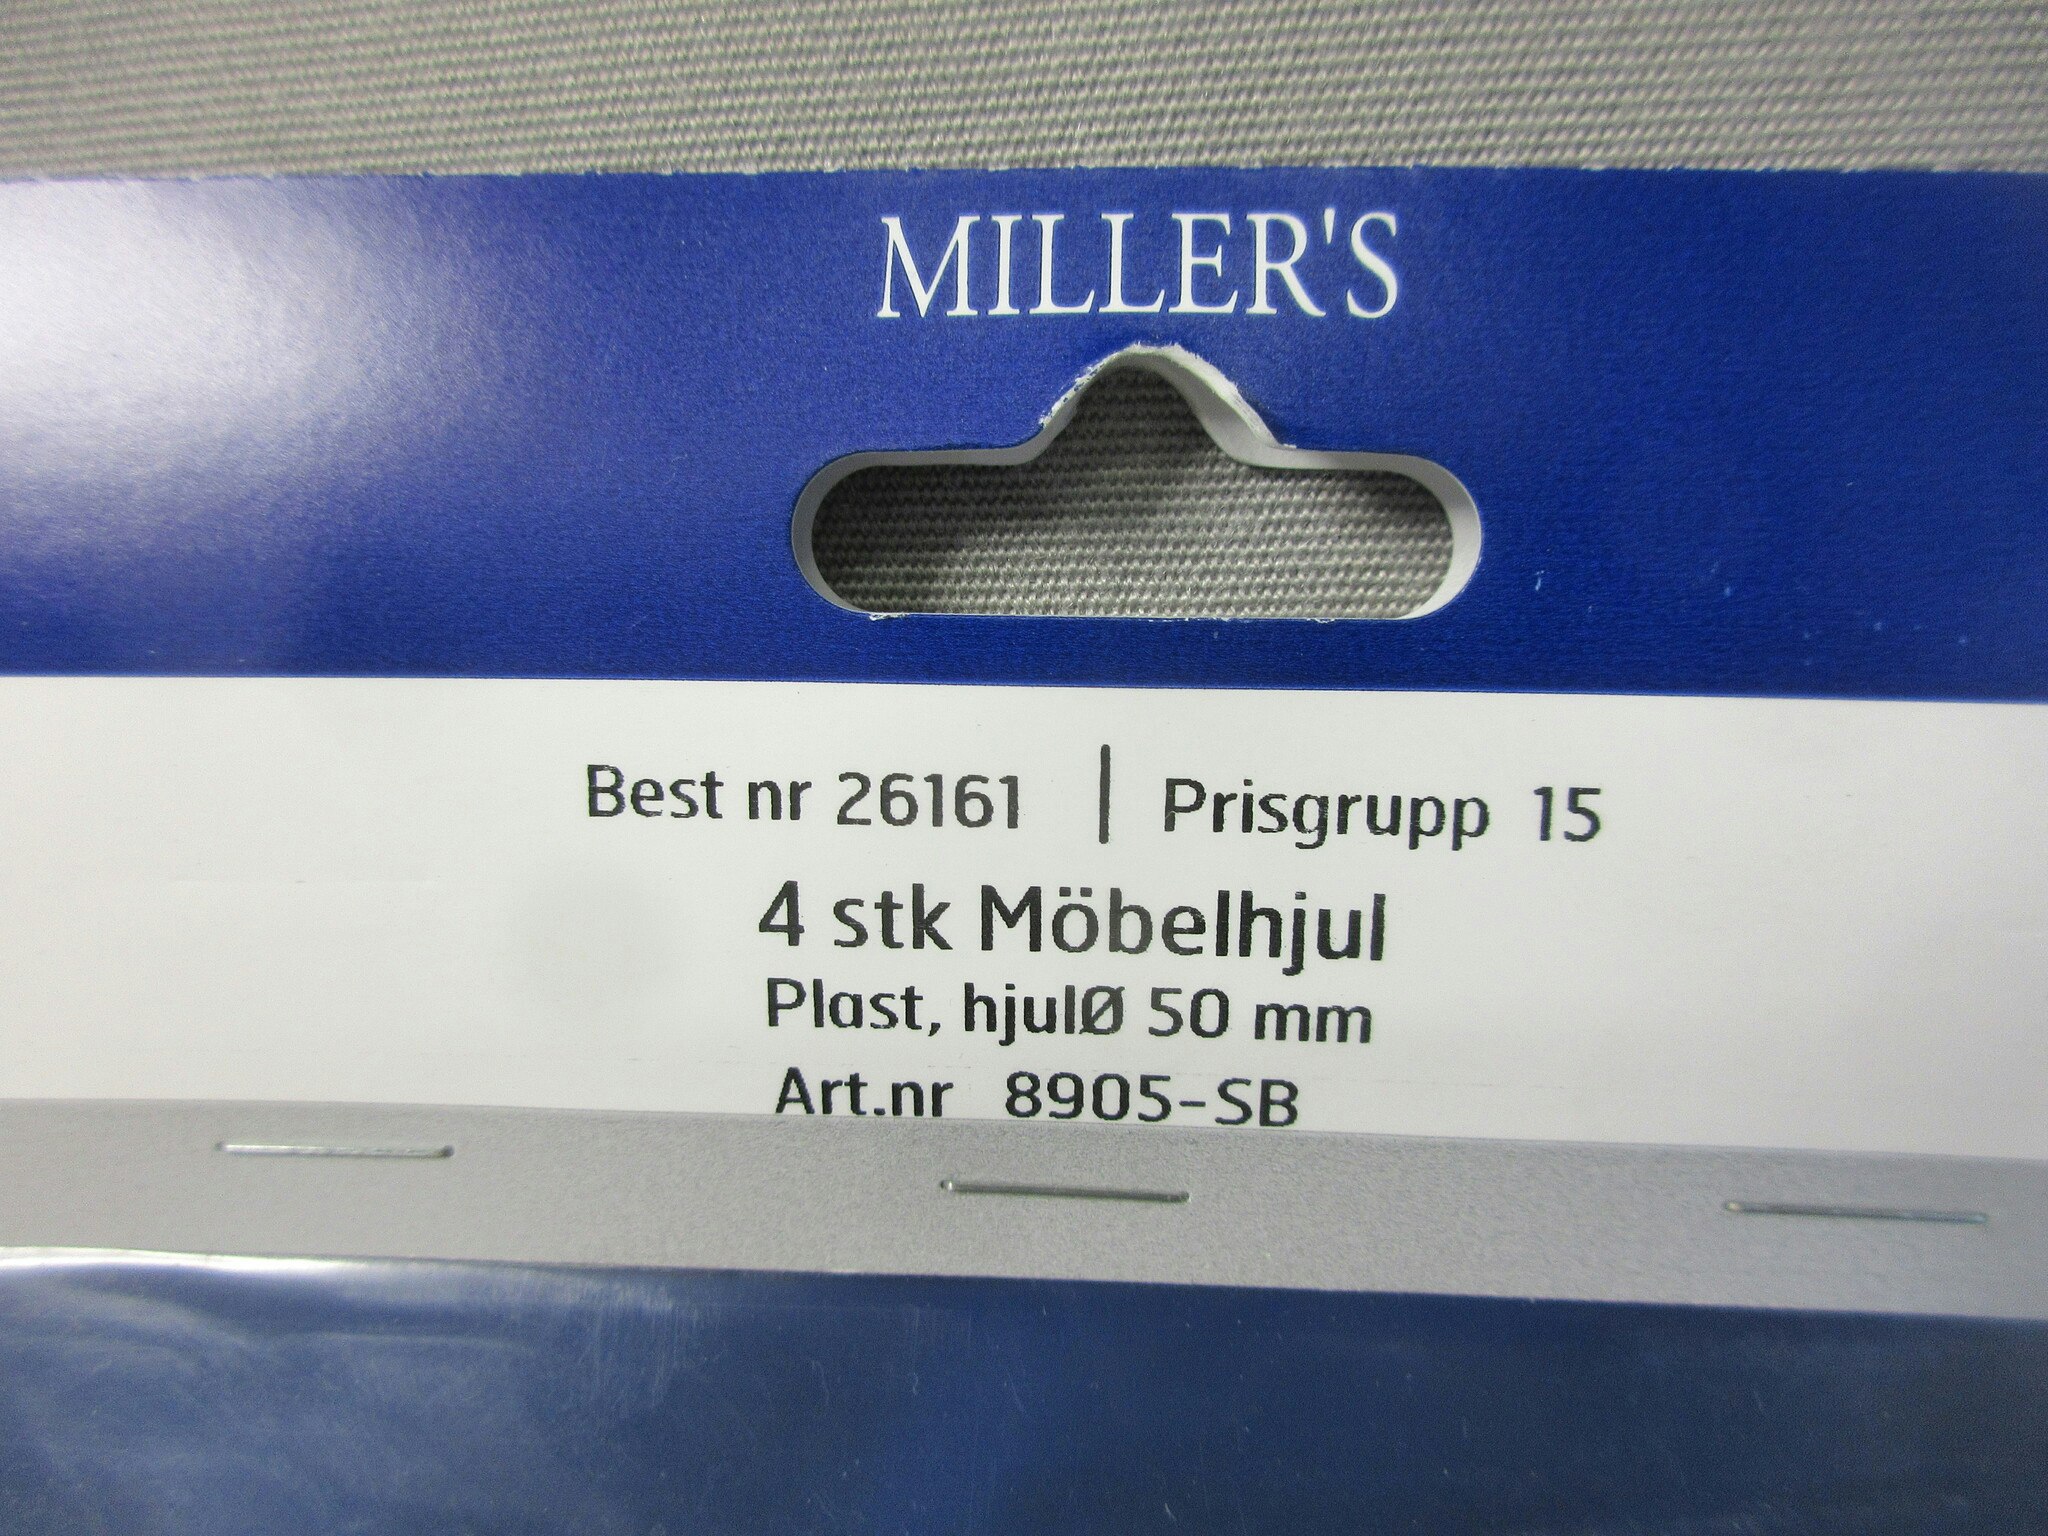 MILLER'S
Best nr 26161 | Prisgrupp 15
4 stk Möbelhjul
Plast, hjulØ 50 mm
Art.nr 8905-SB